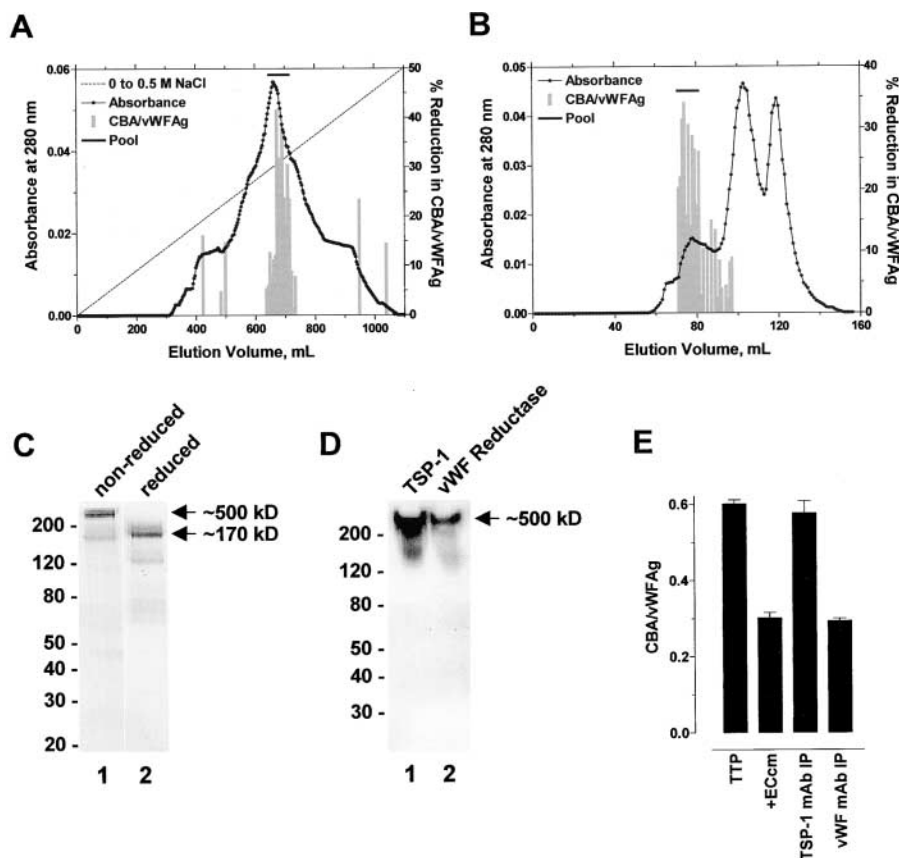 A
Absorbance at 280 nm
0.06
0.04
0.02
0.00
0 to 0.5 M NaCl
Absorbance
CBA/vWFAg
Pool
50
40
30
20
10
0
% Reduction in CBA/vWFAg
0 200 400 600 800 1000
Elution Volume, mL
B
Absorbance at 280 nm
0.05
0.04
0.03
0.02
0.01
0.00
Absorbance
CBA/vWFAg
Pool
40
30
20
10
0
% Reduction in CBA/vWFAg
0 40 80 120 160
Elution Volume, mL
C
non-reduced
reduced
200 -
120 -
80 -
50 -
40 -
30 -
20 -
~500 kD
~170 kD
1 2
D
TSP-1
vWF Reductase
200 -
120 -
80 -
50 -
40 -
30 -
~500 kD
1 2
E
CBA/vWFAg
0.6
0.4
0.2
0.0
TTP
+ECcm
TSP-1 mAb IP
vWF mAb IP